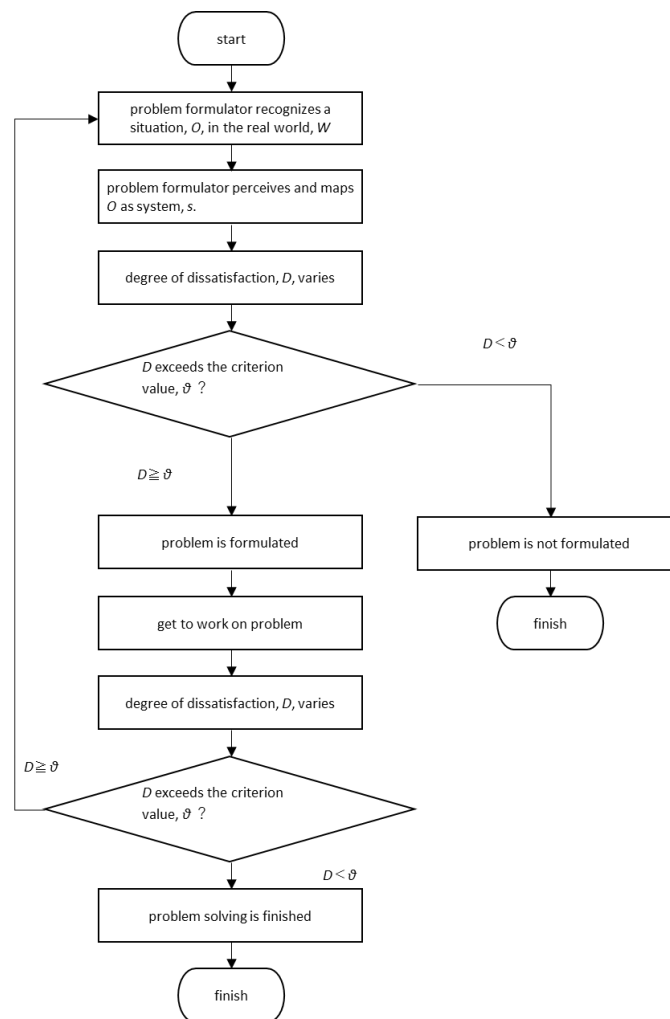 start
problem formulator recognizes a
situation, O, in the real world, W
problem formulator perceives and maps
O as system, s.
degree of dissatisfaction, D, varies
D exceeds the criterion
value, ϑ ？
D＜ϑ
D≧ϑ
problem is formulated
problem is not formulated
get to work on problem
finish
degree of dissatisfaction, D, varies
D≧ϑ
D exceeds the criterion
value, ϑ ？
D＜ϑ
problem solving is finished
finish